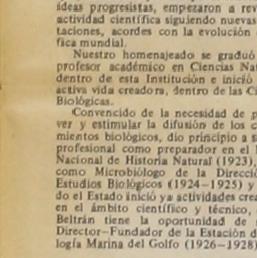 ideas progresistas, empezaron a rev
actividad científica siguiendo nuevas
taciones, acordes con la evolución
fica mundial.
Nuestro homenajeado se graduó
profesor académico en Ciencias Nat
dentro de esta Institución e inició
activa vida creadora, dentro de las Ci
Biológicas.
Convencido de la necesidad de p
ver y estimular la difusión de los c
mientos biológicos, dio principio a s
profesional como preparador en el
Nacional de Historia Natural (1923),
como Microbiólogo de la Direcció
Estudios Biológicos (1924-1925) y
do el Estado inició ya actividades crea
en el ámbito científico y técnico,
Beltrán tiene la oportunidad de
Director-Fundador de la Estación d
logía Marina del Golfo (1926-1928)